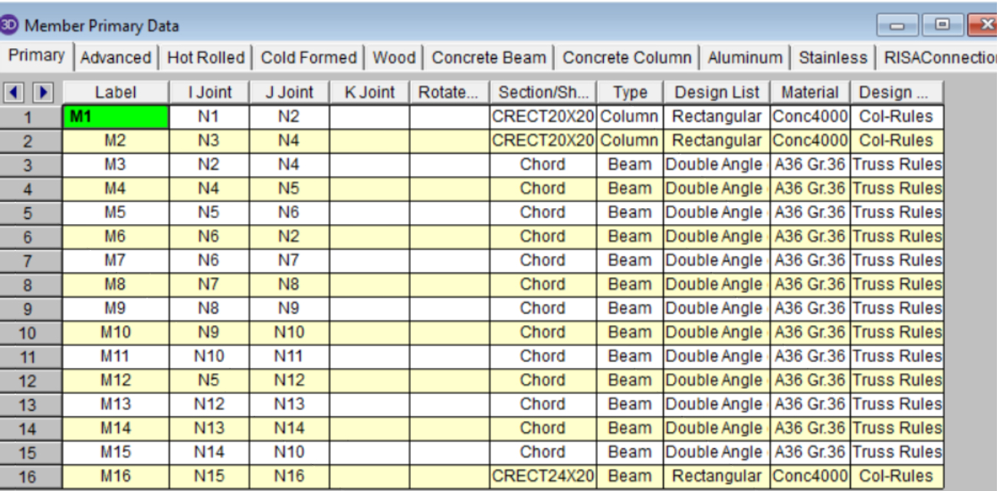 3D Member Primary Data
Primary Advanced Hot Rolled Cold Formed Wood Concrete Beam Concrete Column Aluminum Stainless RISAConnection
Label I Joint J Joint K Joint Rotate... Section/Sh... Type Design List Material Design ...
1 M1 N1 N2 CRECT20X20 Column Rectangular Conc4000 Col-Rules
2 M2 N3 N4 CRECT20X20 Column Rectangular Conc4000 Col-Rules
3 M3 N2 N4 Chord Beam Double Angle A36 Gr.36 Truss Rules
4 M4 N4 N5 Chord Beam Double Angle A36 Gr.36 Truss Rules
5 M5 N5 N6 Chord Beam Double Angle A36 Gr.36 Truss Rules
6 M6 N6 N2 Chord Beam Double Angle A36 Gr.36 Truss Rules
7 M7 N6 N7 Chord Beam Double Angle A36 Gr.36 Truss Rules
8 M8 N7 N8 Chord Beam Double Angle A36 Gr.36 Truss Rules
9 M9 N8 N9 Chord Beam Double Angle A36 Gr.36 Truss Rules
10 M10 N9 N10 Chord Beam Double Angle A36 Gr.36 Truss Rules
11 M11 N10 N11 Chord Beam Double Angle A36 Gr.36 Truss Rules
12 M12 N5 N12 Chord Beam Double Angle A36 Gr.36 Truss Rules
13 M13 N12 N13 Chord Beam Double Angle A36 Gr.36 Truss Rules
14 M14 N13 N14 Chord Beam Double Angle A36 Gr.36 Truss Rules
15 M15 N14 N10 Chord Beam Double Angle A36 Gr.36 Truss Rules
16 M16 N15 N16 CRECT24X20 Beam Rectangular Conc4000 Col-Rules